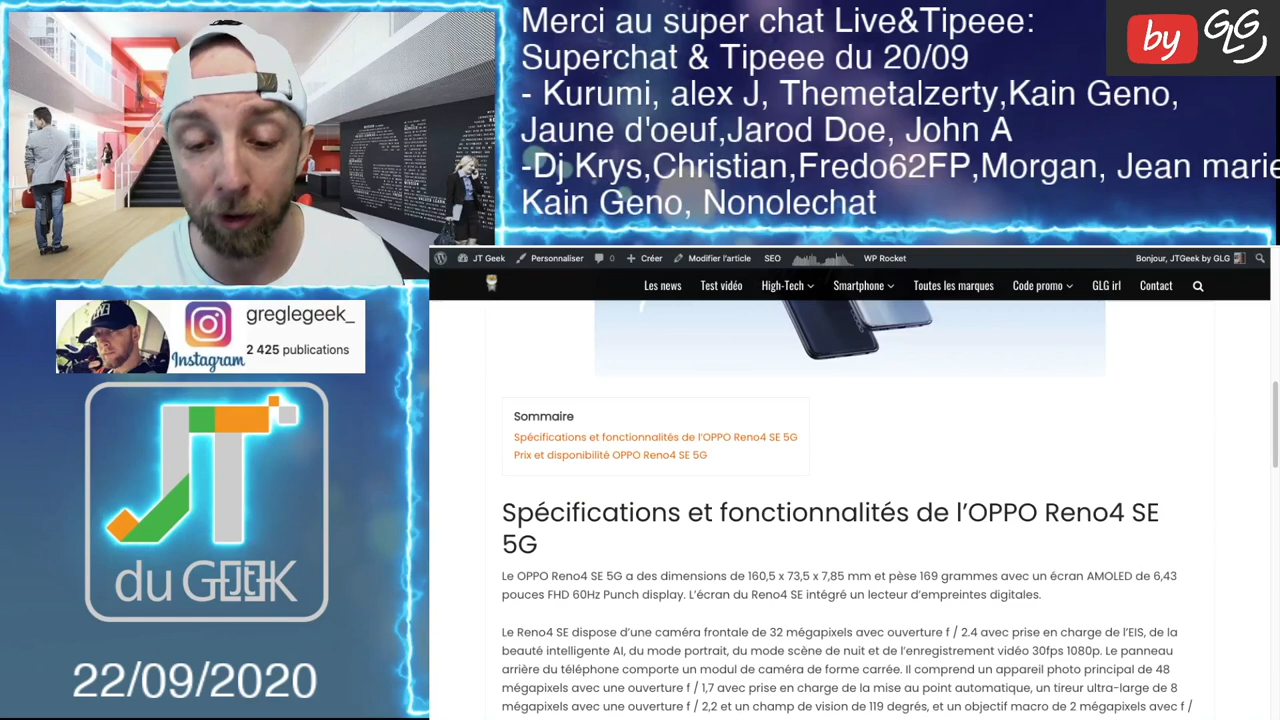 Merci au super chat Live&Tipeee:
Superchat & Tipeee du 20/09
- Kurumi, alex J, Themetalzerty,Kain Geno,
Jaune d'oeuf,Jarod Doe, John A
-Dj Krys,Christian,Fredo62FP,Morgan, Jean marie
Kain Geno, Nonolechat
by GLG
greglegeek_
2 425 publications
Instagram
JT
du GEEK
22/09/2020
JT Geek Personnaliser 0 Créer Modifier l'article SEO WP Rocket Bonjour, JTGeek by GLG
Les news Test vidéo High-Tech Smartphone Toutes les marques Code promo GLG irl Contact
Sommaire
Spécifications et fonctionnalités de l'OPPO Reno4 SE 5G
Prix et disponibilité OPPO Reno4 SE 5G
Spécifications et fonctionnalités de l'OPPO Reno4 SE
5G
Le OPPO Reno4 SE 5G a des dimensions de 160,5 x 73,5 x 7,85 mm et pèse 169 grammes avec un écran AMOLED de 6,43
pouces FHD 60Hz Punch display. L'écran du Reno4 SE intégré un lecteur d'empreintes digitales.
Le Reno4 SE dispose d'une caméra frontale de 32 mégapixels avec ouverture f / 2.4 avec prise en charge de l'EIS, de la
beauté intelligente AI, du mode portrait, du mode scène de nuit et de l'enregistrement vidéo 30fps 1080p. Le panneau
arrière du téléphone comporte un modul de caméra de forme carrée. Il comprend un appareil photo principal de 48
mégapixels avec une ouverture f / 1,7 avec prise en charge de la mise au point automatique, un tireur ultra-large de 8
mégapixels avec une ouverture f / 2,2 et un champ de vision de 119 degrés, et un objectif macro de 2 mégapixels avec f /